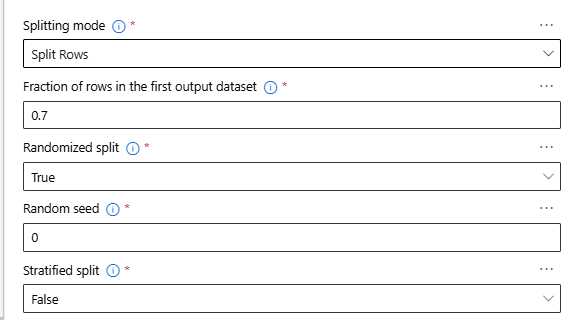 Splitting mode ⓘ * ...
Split Rows
Fraction of rows in the first output dataset ⓘ * ...
0.7
Randomized split ⓘ * ...
True
Random seed ⓘ * ...
0
Stratified split ⓘ * ...
False